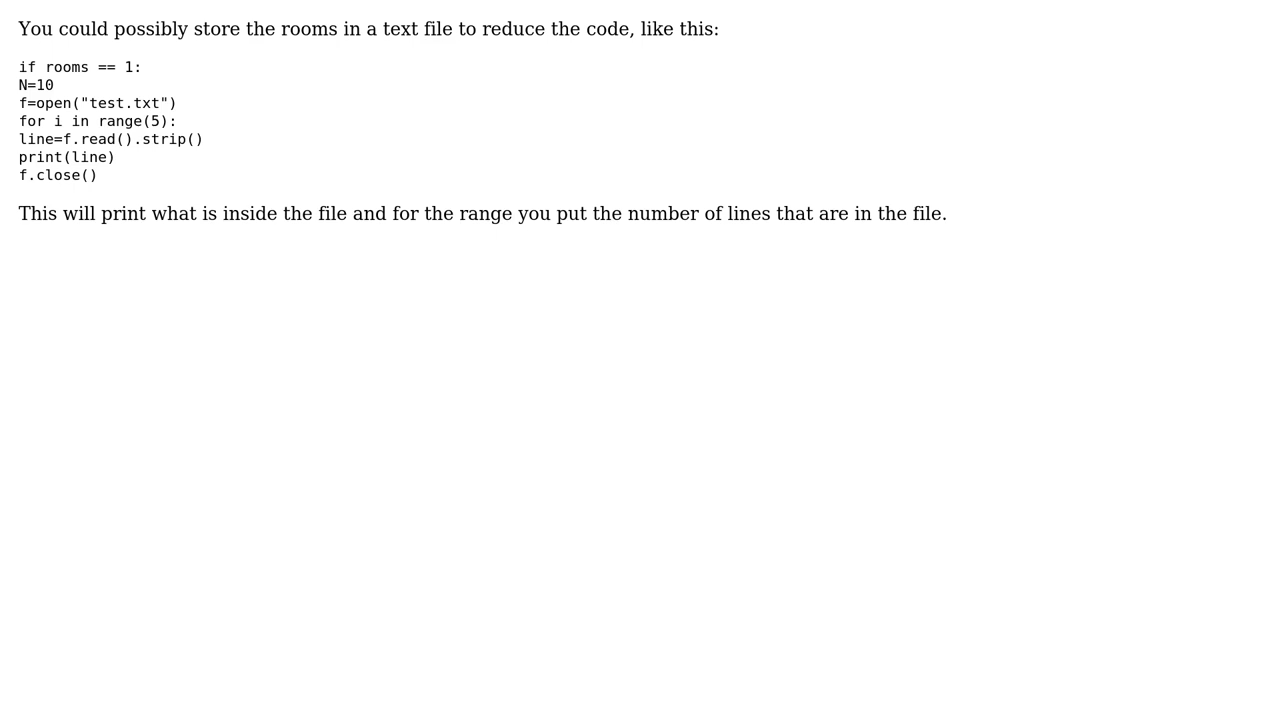 You could possibly store the rooms in a text file to reduce the code, like this:
if rooms == 1:
N=10
f=open("test.txt")
for i in range(5):
line=f.read().strip()
print(line)
f.close()
This will print what is inside the file and for the range you put the number of lines that are in the file.